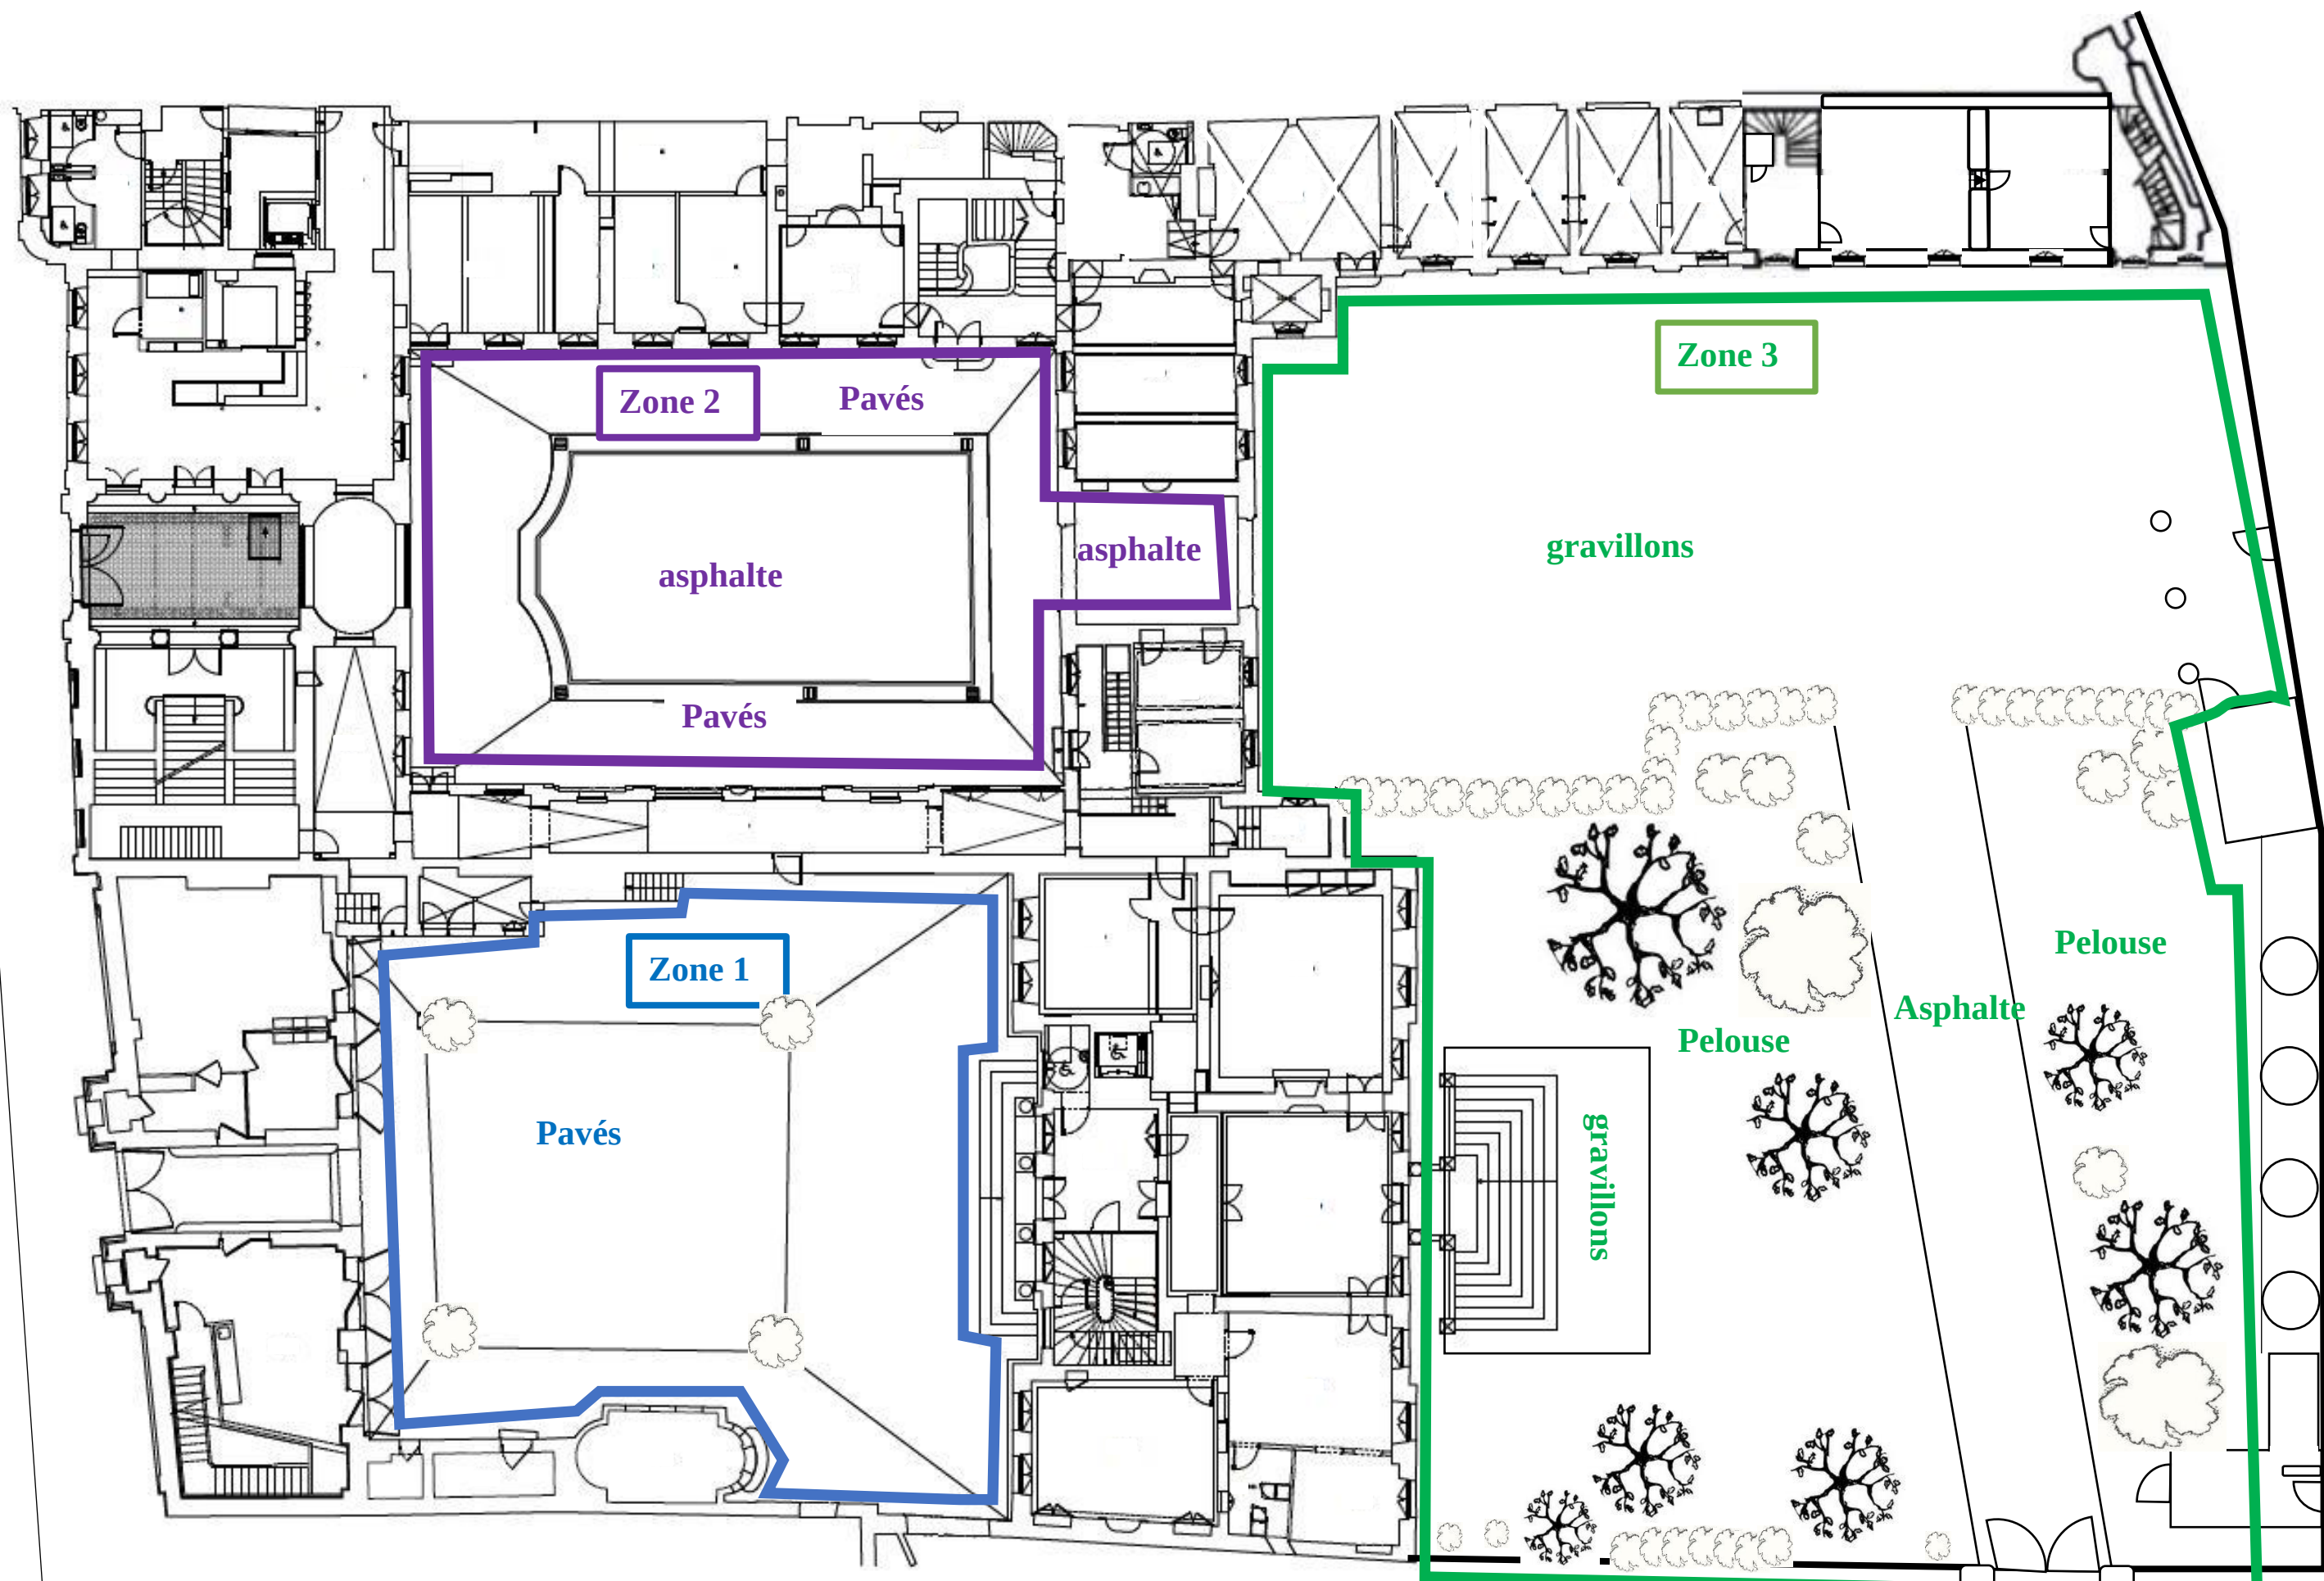 Zone 3
Zone 2
Pavés
gravillons
asphalte
asphalte
Pavés
Pelouse
Zone 1
Asphalte
Pelouse
Pavés
gravillons